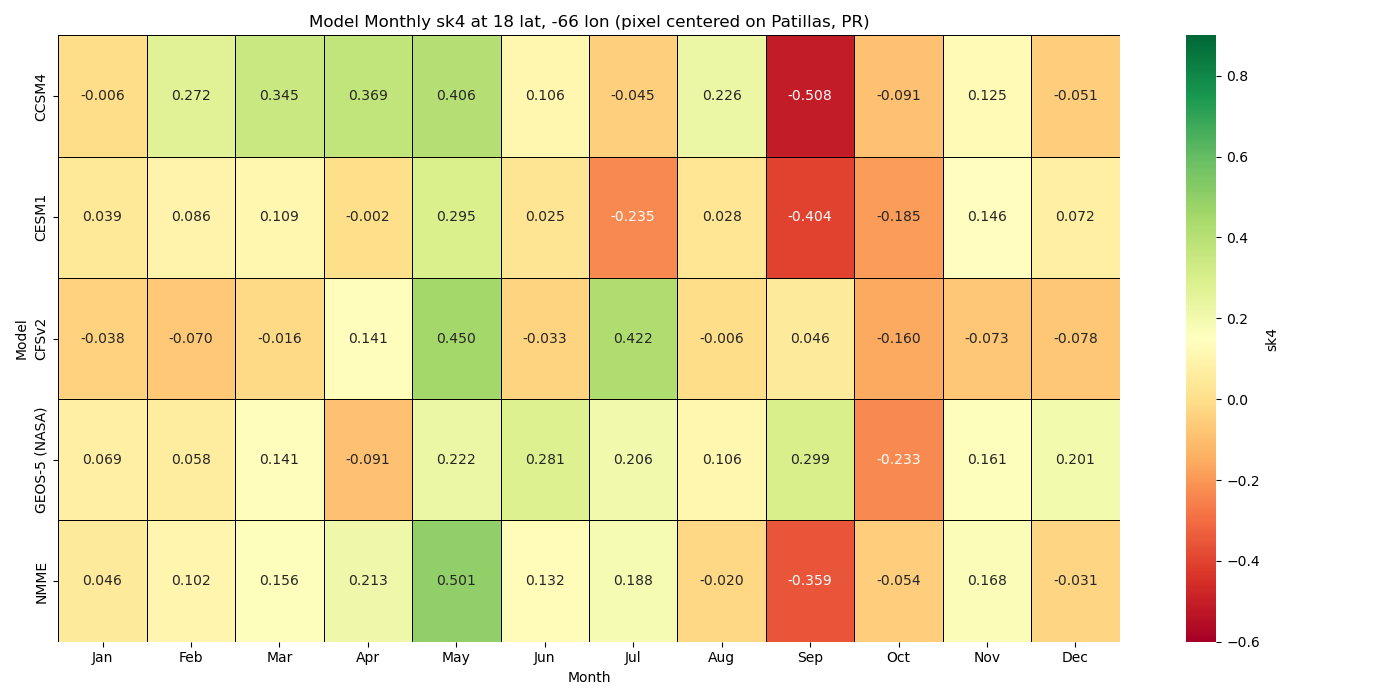 Model Monthly sk4 at 18 lat, -66 lon (pixel centered on Patillas, PR)
Model
CCSM4
-0.006 0.272 0.345 0.369 0.406 0.106 -0.045 0.226 -0.508 -0.091 0.125 -0.051
CESM1
0.039 0.086 0.109 -0.002 0.295 0.025 -0.235 0.028 -0.404 -0.185 0.146 0.072
CFSv2
-0.038 -0.070 -0.016 0.141 0.450 -0.033 0.422 -0.006 0.046 -0.160 -0.073 -0.078
GEOS-5 (NASA)
0.069 0.058 0.141 -0.091 0.222 0.281 0.206 0.106 0.299 -0.233 0.161 0.201
NMME
0.046 0.102 0.156 0.213 0.501 0.132 0.188 -0.020 -0.359 -0.054 0.168 -0.031
Jan Feb Mar Apr May Jun Jul Aug Sep Oct Nov Dec
Month
0.8
0.6
0.4
0.2
0.0
−0.2
−0.4
−0.6
sk4